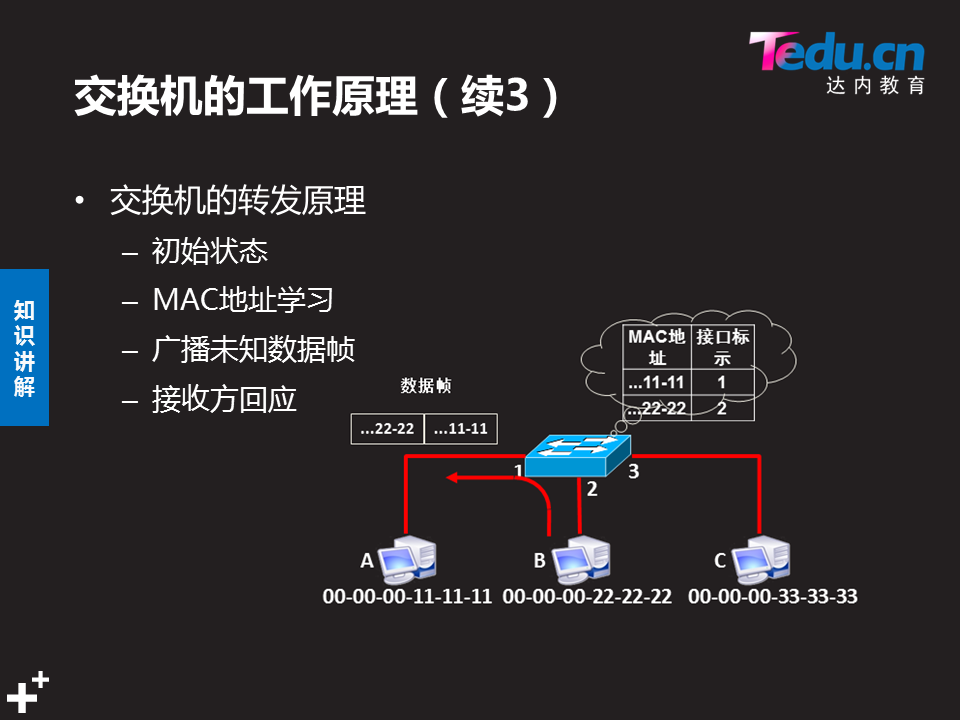 Tedu.cn
达内教育
交换机的工作原理（续3）
• 交换机的转发原理
– 初始状态
– MAC地址学习
– 广播未知数据帧
– 接收方回应
知识讲解
数据帧
...22-22 ...11-11
MAC地址 接口标示
...11-11 1
...22-22 2
1
2
3
A
B
C
00-00-00-11-11-11 00-00-00-22-22-22 00-00-00-33-33-33